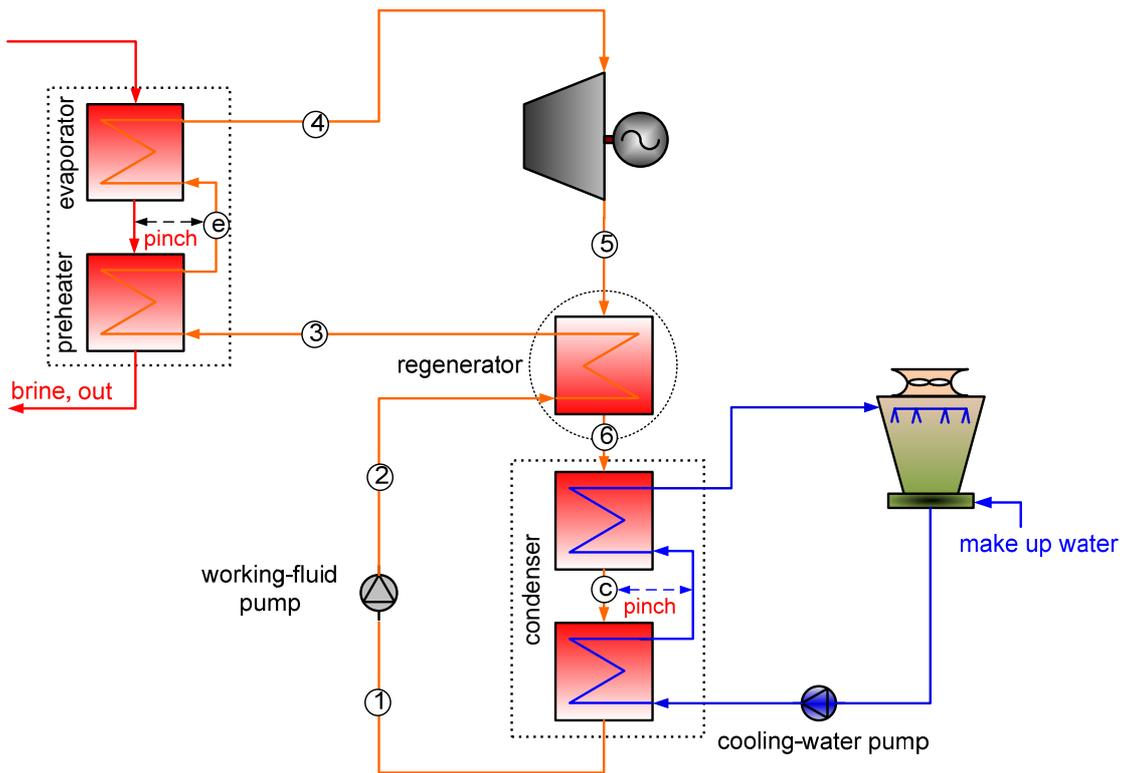 evaporator
4
e
pinch
5
preheater
3
regenerator
brine, out
6
2
make up water
working-fluid
pump
condenser
c
pinch
1
cooling-water pump